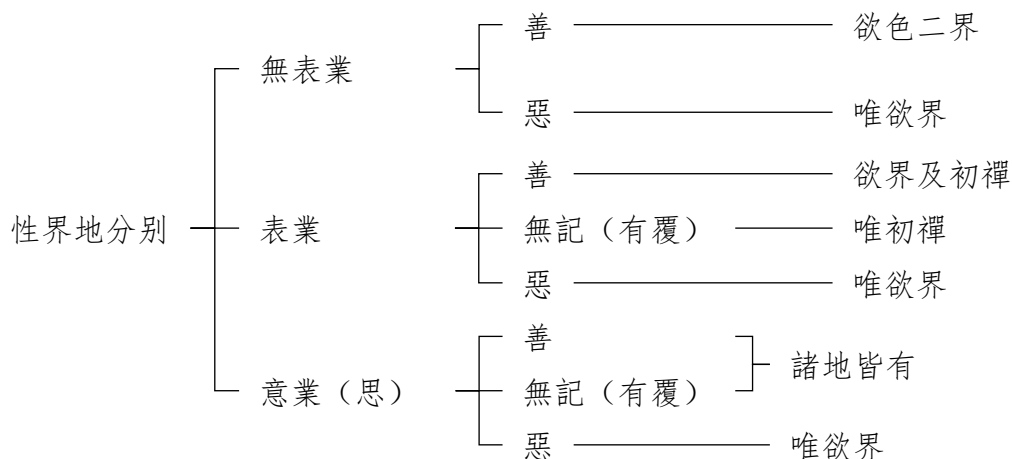 善 欲色二界
無表業
惡 唯欲界
善 欲界及初禪
性界地分別 表業 無記（有覆） 唯初禪
惡 唯欲界
善
諸地皆有
意業（思） 無記（有覆）
惡 唯欲界